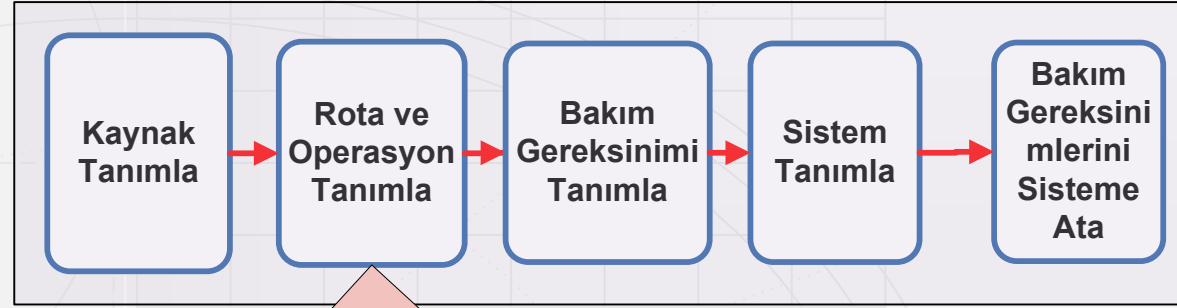 Kaynak
Tanımla
Rota ve
Operasyon
Tanımla
Bakım
Gereksinimi
Tanımla
Sistem
Tanımla
Bakım
Gereksini
mlerini
Sisteme
Ata